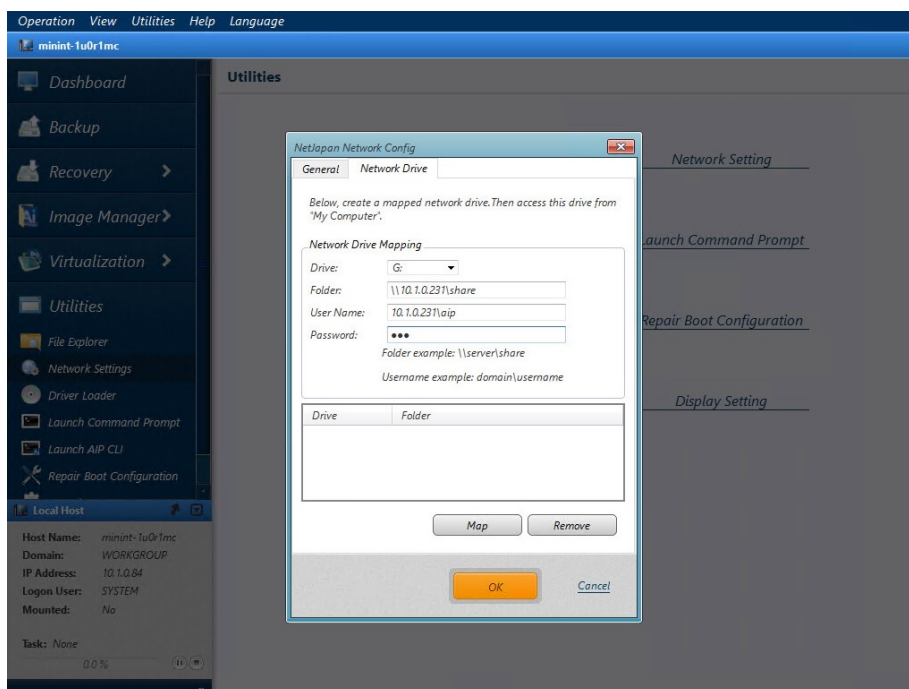 Operation View Utilities Help Language
minint-1u0r1mc
Dashboard
Backup
Recovery
Image Manager
Virtualization
Utilities
File Explorer
Network Settings
Driver Loader
Launch Command Prompt
Launch AIP CLI
Repair Boot Configuration
Local Host
Host Name: minint-1u0r1mc
Domain: WORKGROUP
IP Address: 10.1.0.84
Logon User: SYSTEM
Mounted: No
Task: None
0.0 %
Utilities
Network Setting
Launch Command Prompt
Repair Boot Configuration
Display Setting
NetJapan Network Config
General Network Drive
Below, create a mapped network drive.Then access this drive from
"My Computer".
Network Drive Mapping
Drive: G:
Folder: \\10.1.0.231\share
User Name: 10.1.0.231\aip
Password: •••
Folder example: \\server\share
Username example: domain\username
Drive Folder
Map Remove
OK Cancel